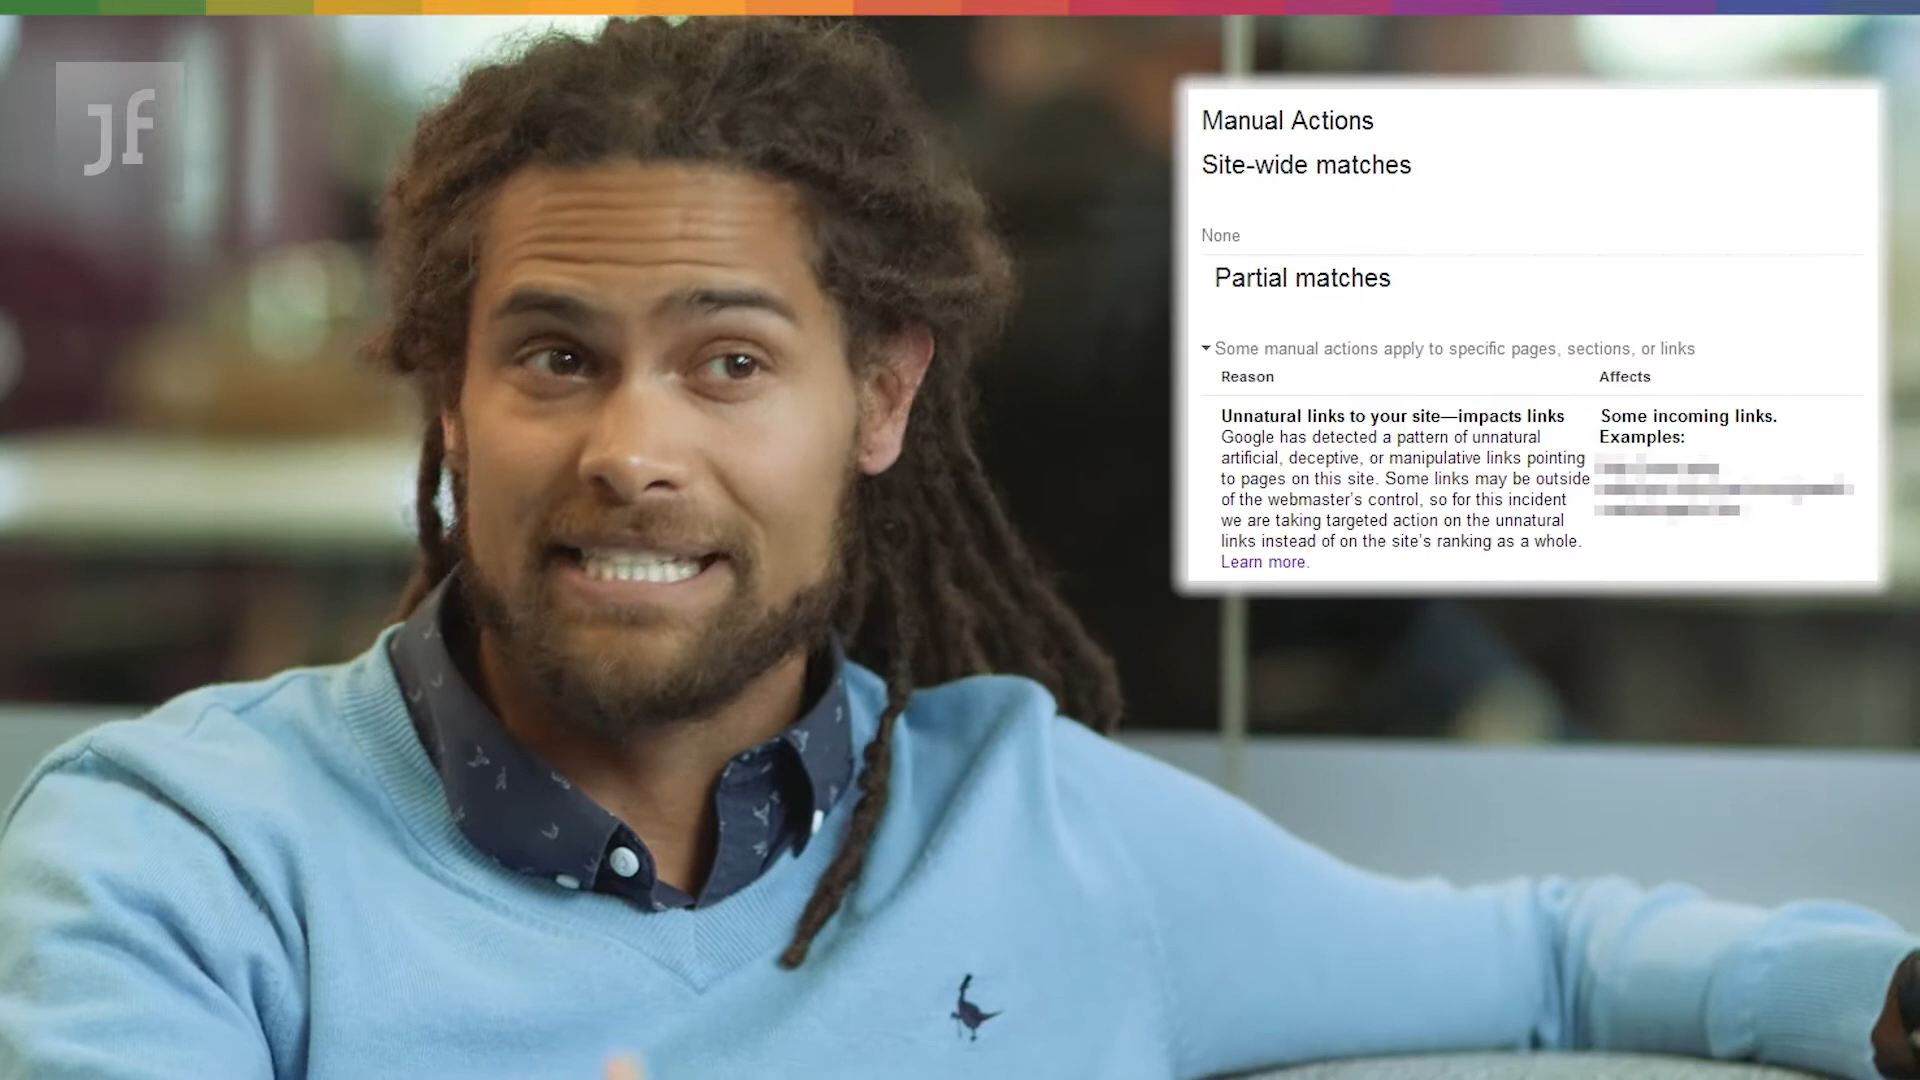 jf
Manual Actions
Site-wide matches
None
Partial matches
Some manual actions apply to specific pages, sections, or links
Reason Affects
Unnatural links to your site—impacts links
Google has detected a pattern of unnatural
artificial, deceptive, or manipulative links pointing
to pages on this site. Some links may be outside
of the webmaster's control, so for this incident
we are taking targeted action on the unnatural
links instead of on the site's ranking as a whole.
Learn more.
Some incoming links.
Examples: